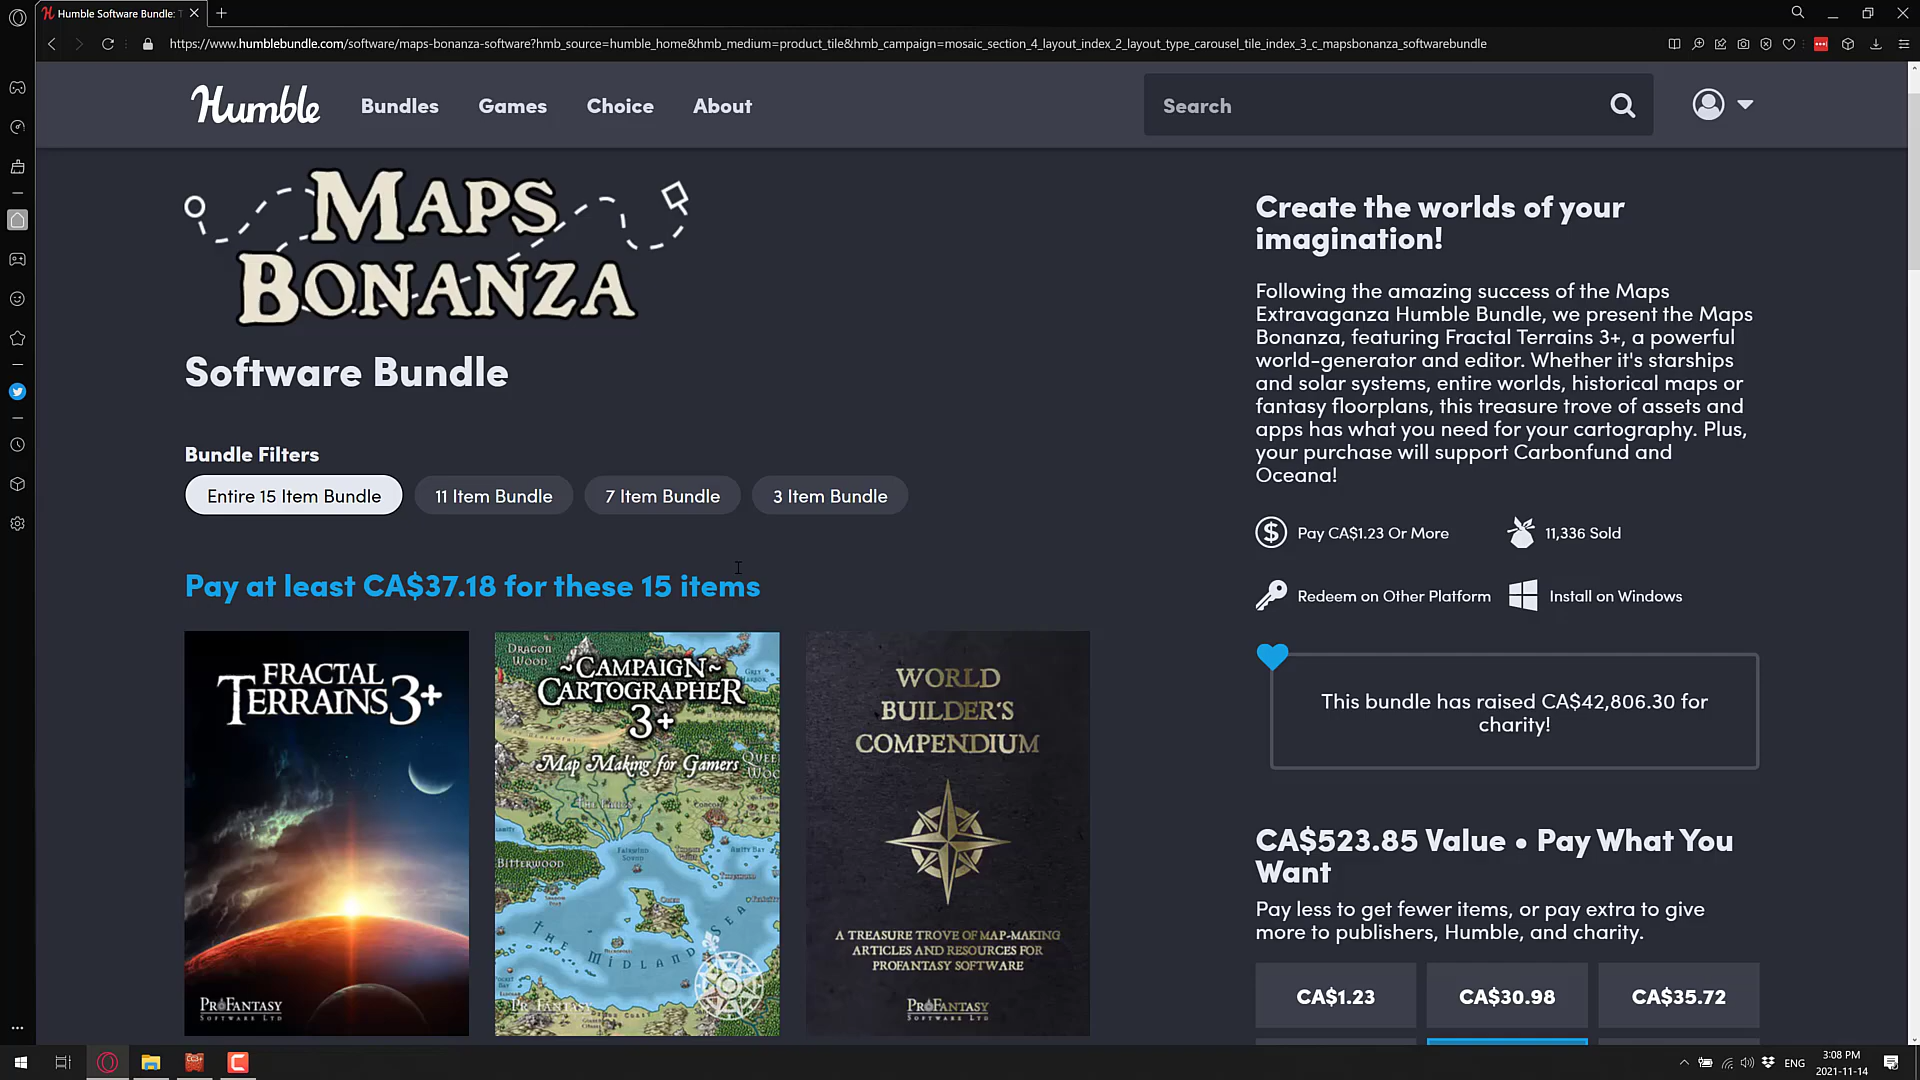 Humble Software Bundle:
https://www.humblebundle.com/software/maps-bonanza-software?hmb_source=humble_home&hmb_medium=product_tile&hmb_campaign=mosaic_section_4_layout_index_2_layout_type_carousel_tile_index_3_c_mapsbonanza_softwarebundle
Humble
Bundles
Games
Choice
About
Search
MAPS
BONANZA
Software Bundle
Bundle Filters
Entire 15 Item Bundle
11 Item Bundle
7 Item Bundle
3 Item Bundle
Pay at least CA$37.18 for these 15 items
FRACTAL
TERRAINS 3+
PROFANTASY
SOFTWARE LTD
DRAGON
WOOD
~CAMPAIGN~
CARTOGRAPHER
3+
Map Making for Gamers
BITTERWOOD
THE MIDLAND SEA
WORLD
BUILDER'S
COMPENDIUM
A TREASURE TROVE OF MAP-MAKING
ARTICLES AND RESOURCES FOR
PROFANTASY SOFTWARE
PROFANTASY
SOFTWARE LTD
Create the worlds of your
imagination!
Following the amazing success of the Maps
Extravaganza Humble Bundle, we present the Maps
Bonanza, featuring Fractal Terrains 3+, a powerful
world-generator and editor. Whether it's starships
and solar systems, entire worlds, historical maps or
fantasy floorplans, this treasure trove of assets and
apps has what you need for your cartography. Plus,
your purchase will support Carbonfund and
Oceana!
Pay CA$1.23 Or More
11,336 Sold
Redeem on Other Platform
Install on Windows
This bundle has raised CA$42,806.30 for
charity!
CA$523.85 Value • Pay What You
Want
Pay less to get fewer items, or pay extra to give
more to publishers, Humble, and charity.
CA$1.23
CA$30.98
CA$35.72
CC3+
ENG
3:08 PM
2021-11-14